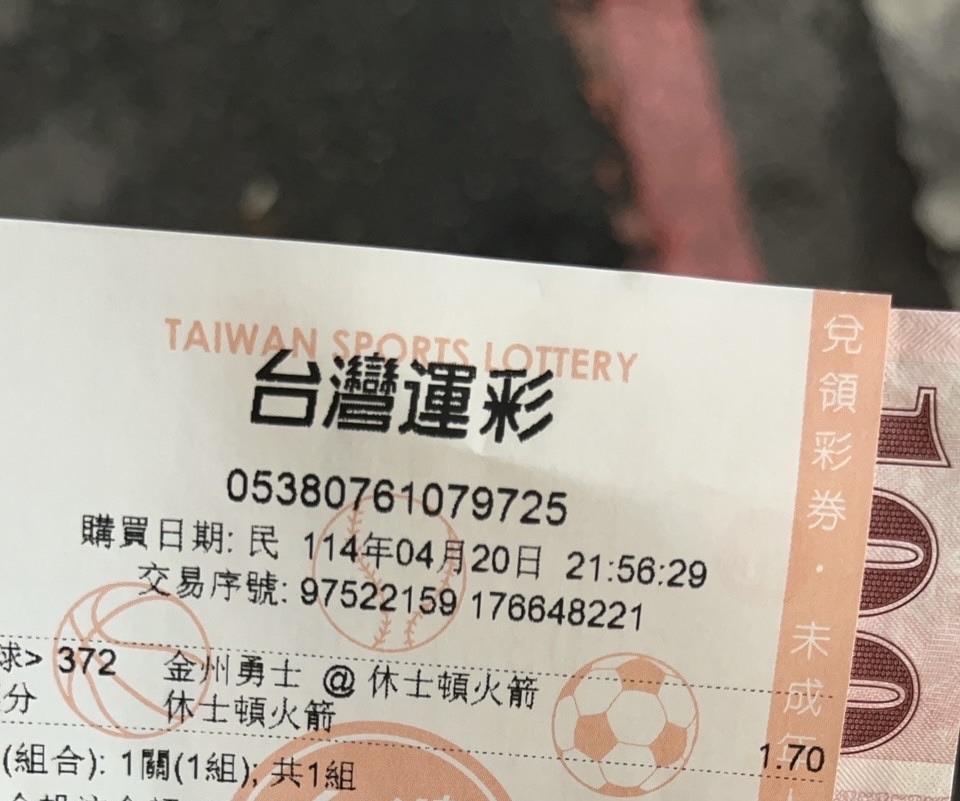 TAIWAN SPORTS LOTTERY
台灣運彩
05380761079725
購買日期: 民 114年04月20日 21:56:29
交易序號: 97522159 176648221
球> 372 金州勇士 @ 休士頓火箭
分 休士頓火箭 1.70
(組合): 1關(1組); 共1組
兌領彩券・未成年
100